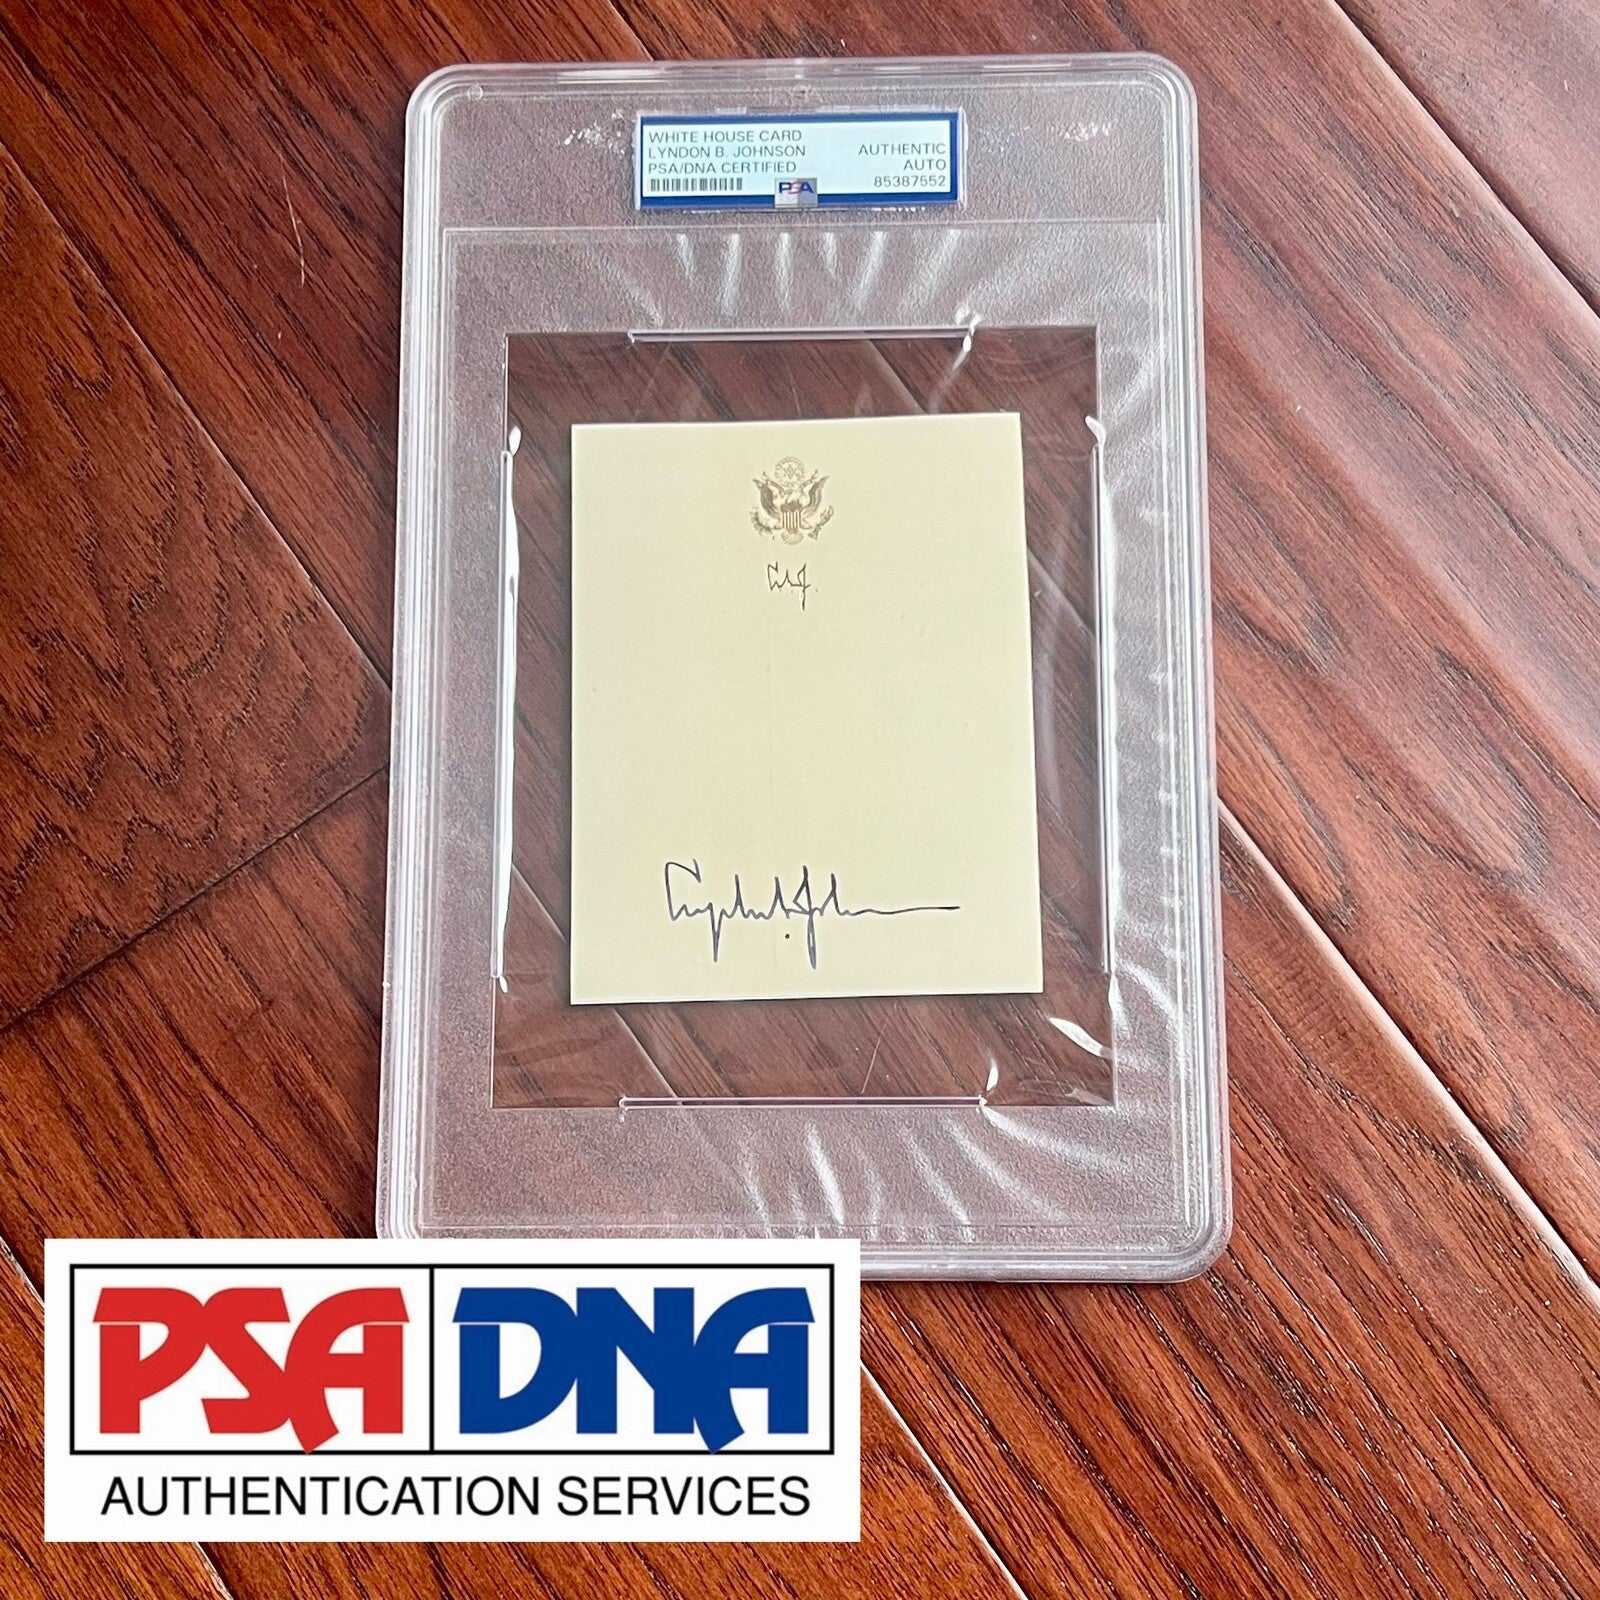 WHITE HOUSE CARD
LYNDON B. JOHNSON
PSA/DNA CERTIFIED
AUTHENTIC
AUTO
85387552
PSA
PSA DNA
AUTHENTICATION SERVICES